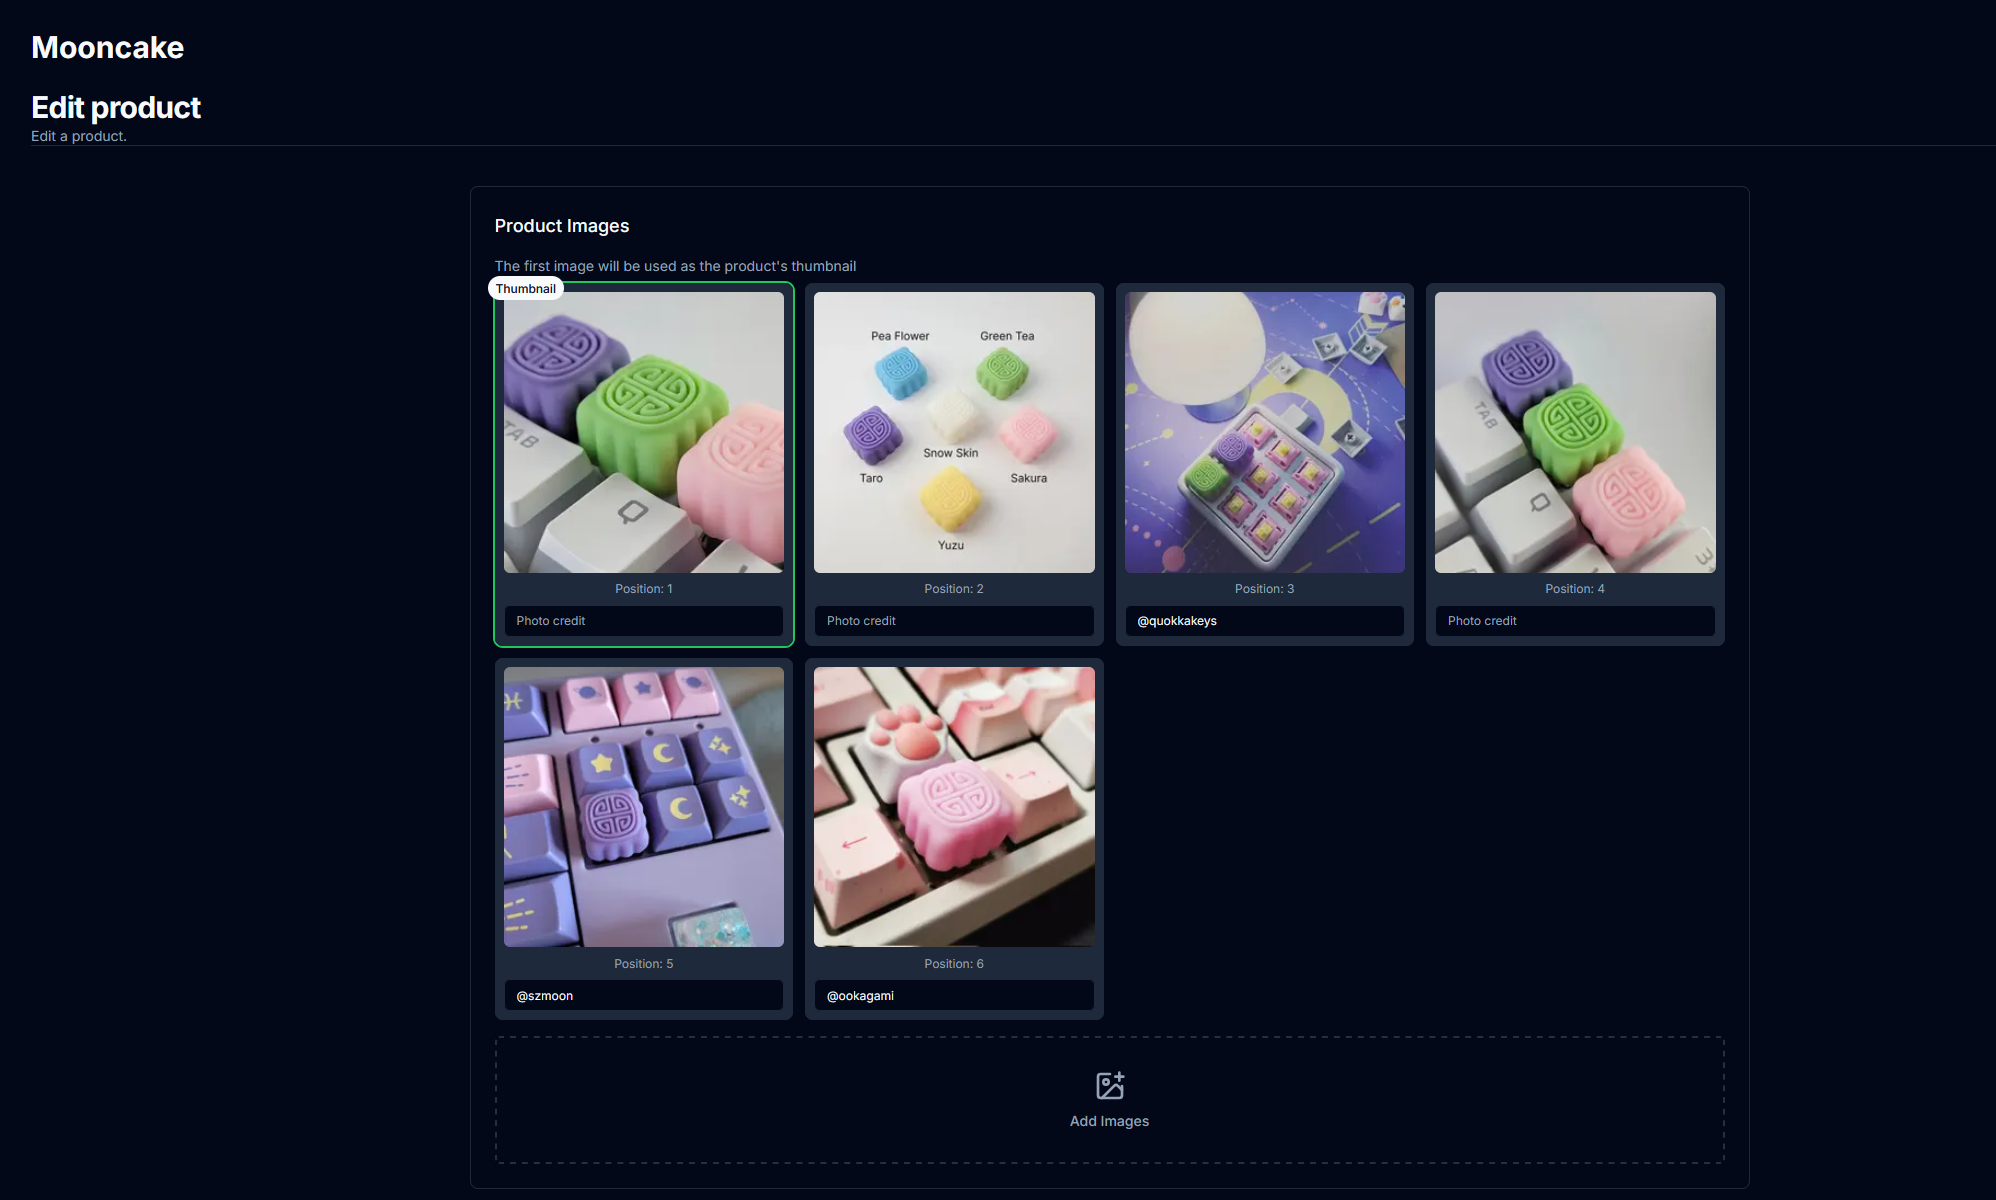 Mooncake
Edit product
Edit a product.
Product Images
The first image will be used as the product's thumbnail
Thumbnail
TAB
Q
Position: 1
Photo credit
Pea Flower
Green Tea
Snow Skin
Taro
Sakura
Yuzu
Position: 2
Photo credit
Position: 3
@quokkakeys
TAB
Q
Position: 4
Photo credit
Position: 5
@szmoon
Position: 6
@ookagami
Add Images